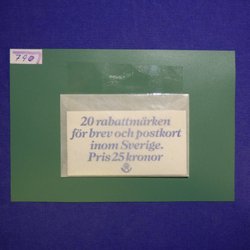 790
20 rabattmärken
för brev och postkort
inom Sverige.
Pris 25 kronor